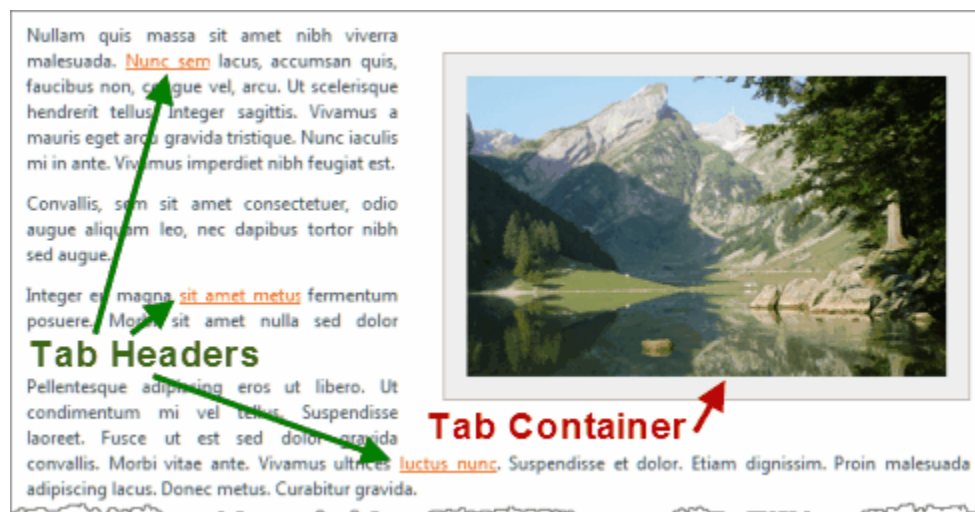 Nullam quis massa sit amet nibh viverra
malesuada. Nunc sem lacus, accumsan quis,
faucibus non, congue vel, arcu. Ut scelerisque
hendrerit tellus. Integer sagittis. Vivamus a
mauris eget arcu gravida tristique. Nunc iaculis
mi in ante. Vivamus imperdiet nibh feugiat est.
Convallis, sem sit amet consectetuer, odio
augue aliquam leo, nec dapibus tortor nibh
sed augue.
Integer eu magna sit amet metus fermentum
posuere. Morbi sit amet nulla sed dolor
Tab Headers
Pellentesque adipiscing eros ut libero. Ut
condimentum mi vel tellus. Suspendisse
laoreet. Fusce ut est sed dolor gravida
Tab Container
convallis. Morbi vitae ante. Vivamus ultrices luctus nunc. Suspendisse et dolor. Etiam dignissim. Proin malesuada
adipiscing lacus. Donec metus. Curabitur gravida.